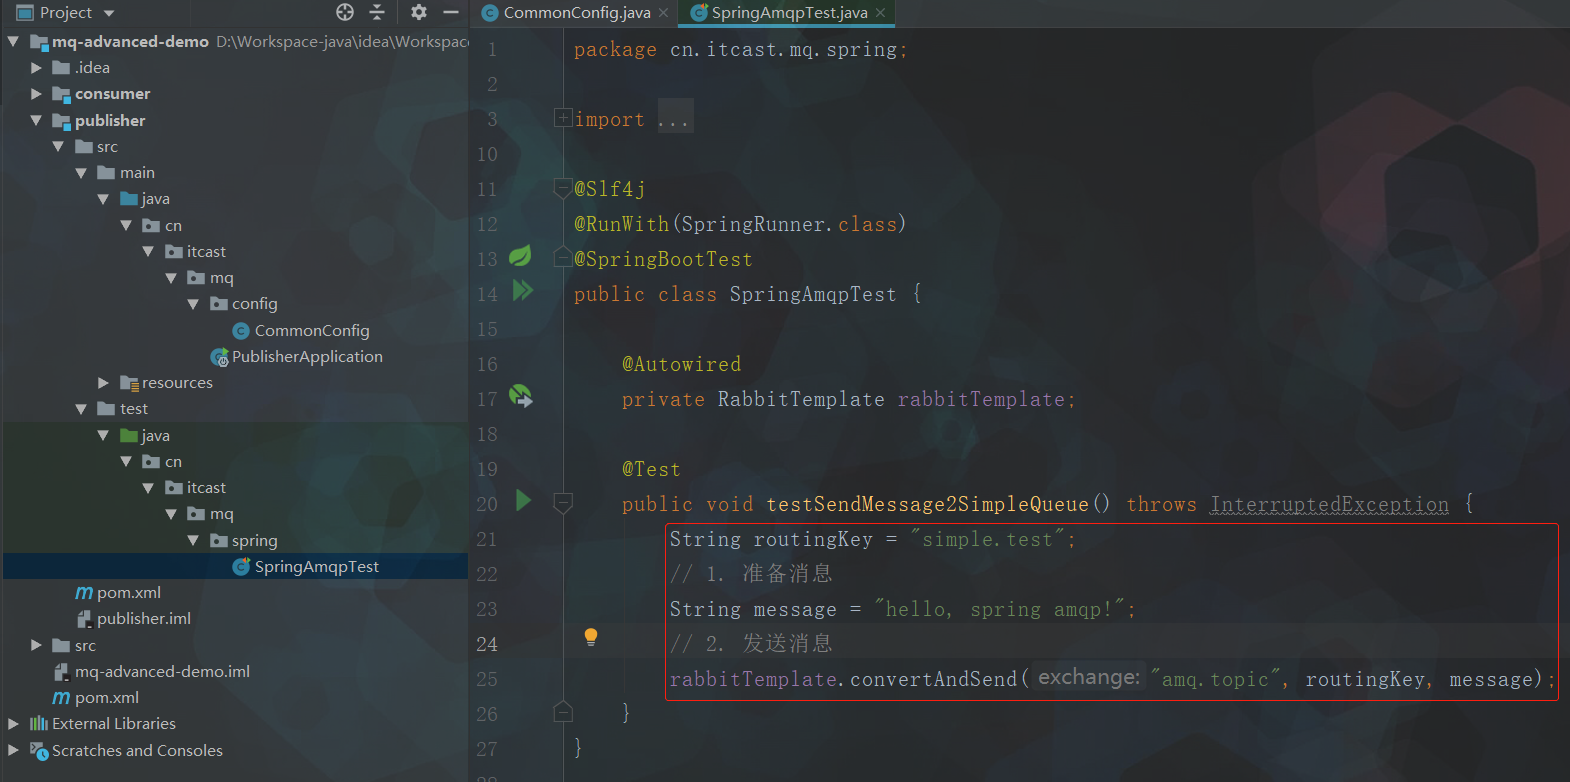 Project
mq-advanced-demo D:\Workspace-java\idea\Workspace
.idea
consumer
publisher
src
main
java
cn
itcast
mq
config
CommonConfig
PublisherApplication
resources
test
java
cn
itcast
mq
spring
SpringAmqpTest
pom.xml
publisher.iml
src
mq-advanced-demo.iml
pom.xml
External Libraries
Scratches and Consoles
CommonConfig.java SpringAmqpTest.java
1 package cn.itcast.mq.spring;
2
3 import ...
10
11 @Slf4j
12 @RunWith(SpringRunner.class)
13 @SpringBootTest
14 public class SpringAmqpTest {
15
16 @Autowired
17 private RabbitTemplate rabbitTemplate;
18
19 @Test
20 public void testSendMessage2SimpleQueue() throws InterruptedException {
21 String routingKey = "simple.test";
22 // 1. 准备消息
23 String message = "hello, spring amqp!";
24 // 2. 发送消息
25 rabbitTemplate.convertAndSend( exchange: "amq.topic", routingKey, message);
26 }
27 }
28